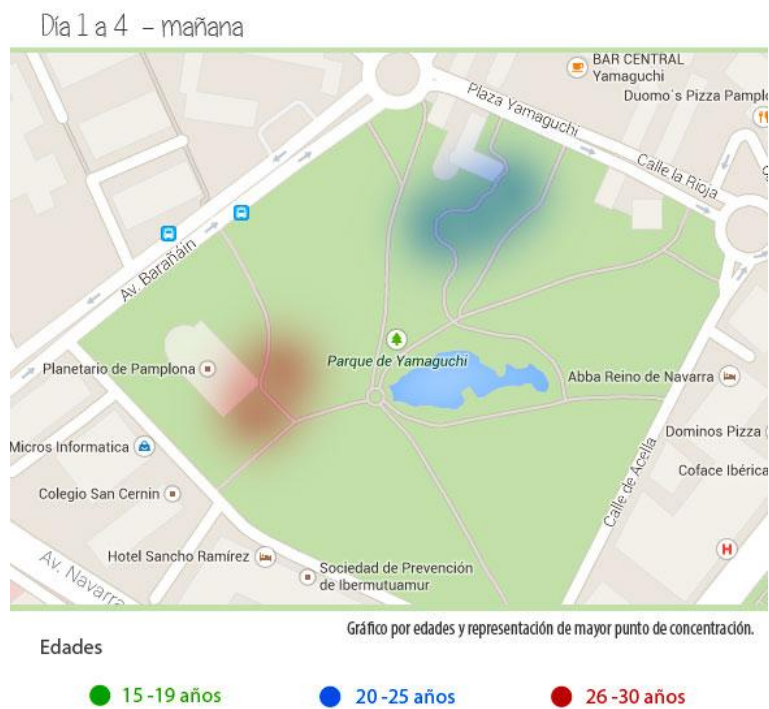 Día 1 a 4 – mañana
BAR CENTRAL
Yamaguchi
Duomo´s Pizza Pamplo
Plaza Yamaguchi
Calle la Rioja
Av. Barañáin
Parque de Yamaguchi
Planetario de Pamplona
Abba Reino de Navarra
Micros Informatica
Dominos Pizza
Coface Ibérica
Calle de Acella
Colegio San Cernin
H
Hotel Sancho Ramírez
Sociedad de Prevención
de Ibermutuamur
Av. Navarra
Gráfico por edades y representación de mayor punto de concentración.
Edades
15 -19 años
20 -25 años
26 -30 años